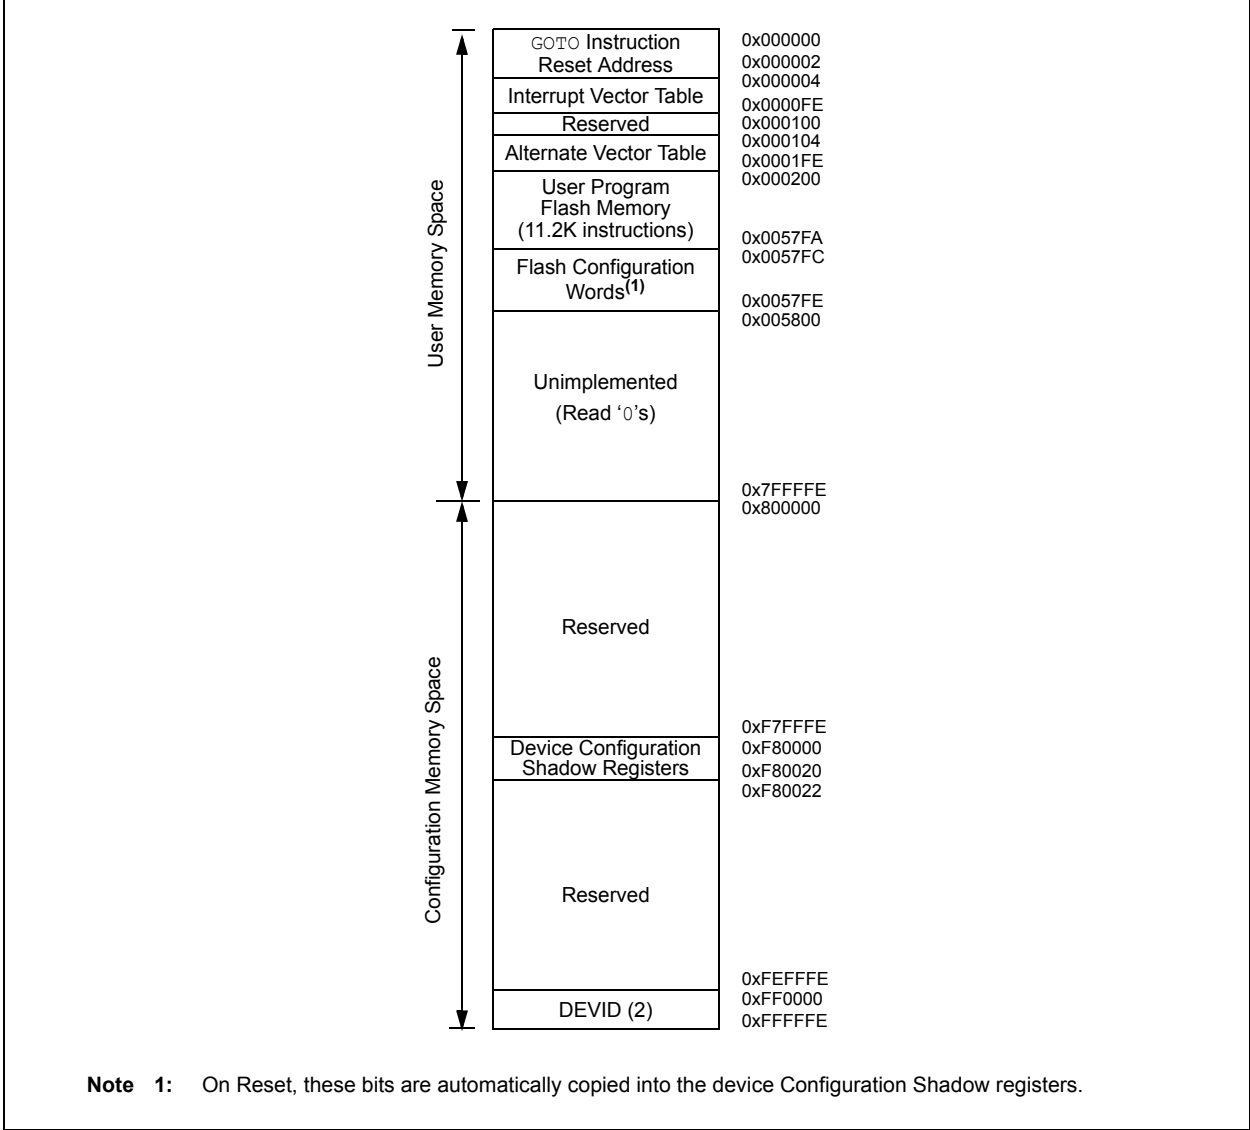 GOTO Instruction
0x000000
Reset Address
0x000002
0x000004
Interrupt Vector Table
0x0000FE
Reserved
0x000100
0x000104
Alternate Vector Table
0x0001FE
0x000200
User Program
Flash Memory
(11.2K instructions)
0x0057FA
0x0057FC
Flash Configuration
Words(1)
0x0057FE
0x005800
User Memory Space
Unimplemented
(Read ‘0’s)
0x7FFFFE
0x800000
Reserved
Configuration Memory Space
0xF7FFFE
Device Configuration
0xF80000
Shadow Registers
0xF80020
0xF80022
Reserved
0xFEFFFE
0xFF0000
DEVID (2)
0xFFFFFE
Note 1: On Reset, these bits are automatically copied into the device Configuration Shadow registers.